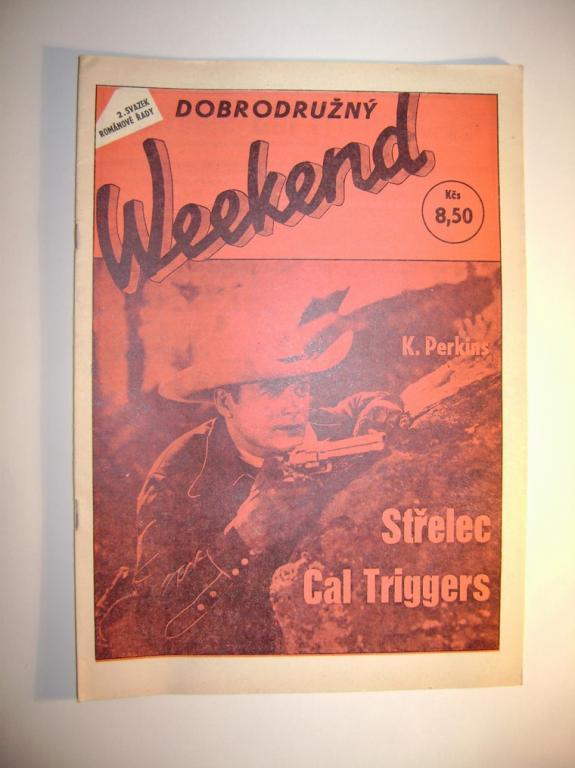 2. SVAZEK
ROMÁNOVÉ ŘADY
DOBRODRUŽNÝ
Weekend
Kčs
8,50
K. Perkins
Střelec
Cal Triggers